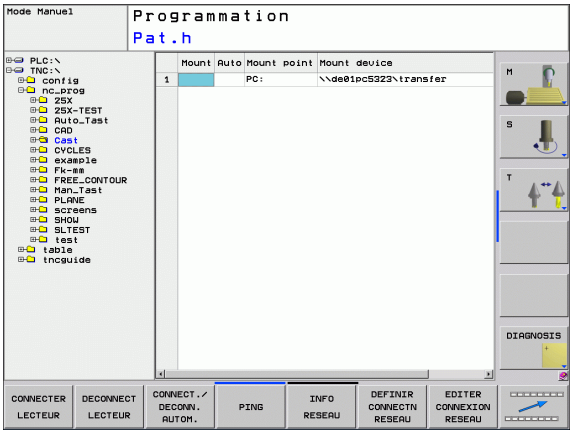 Mode Manuel
Programmation
Pat.h
PLC:\
TNC:\
config
nc_prog
25X
25X-TEST
Auto_Tast
CAD
Cast
CYCLES
example
Fk-mm
FREE_CONTOUR
Man_Tast
PLANE
screens
SHOW
SLTEST
test
table
tncguide
Mount Auto Mount point Mount device
1 PC: \\de01pc5323\transfer
M
S
T
DIAGNOSIS
CONNECTER
LECTEUR
DECONNECT
LECTEUR
CONNECT./
DECONN.
AUTOM.
PING
INFO
RESEAU
DEFINIR
CONNECTN
RESEAU
EDITER
CONNEXION
RESEAU